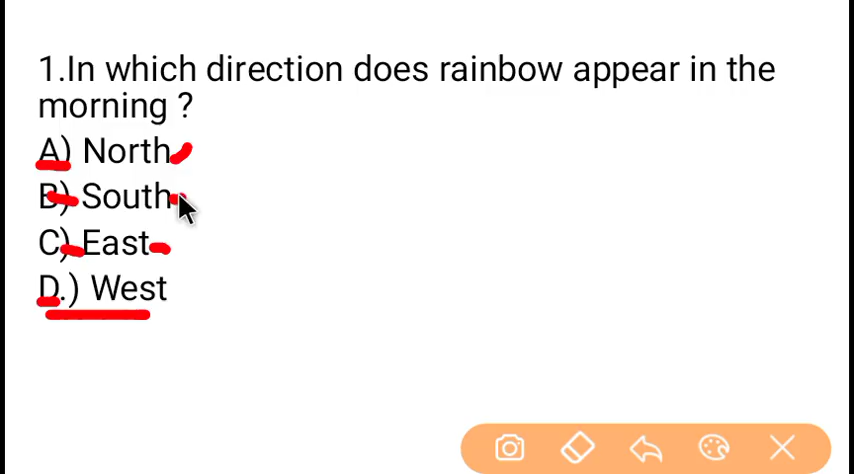 1.In which direction does rainbow appear in the
morning ?
A) North
B) South
C) East
D.) West